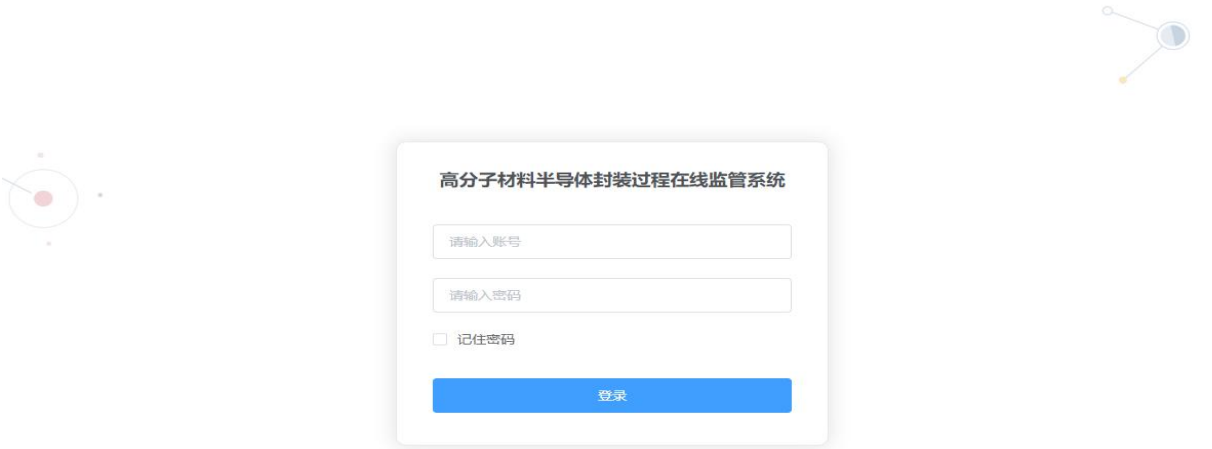 高分子材料半导体封装过程在线监管系统
请输入账号
请输入密码
记住密码
登录